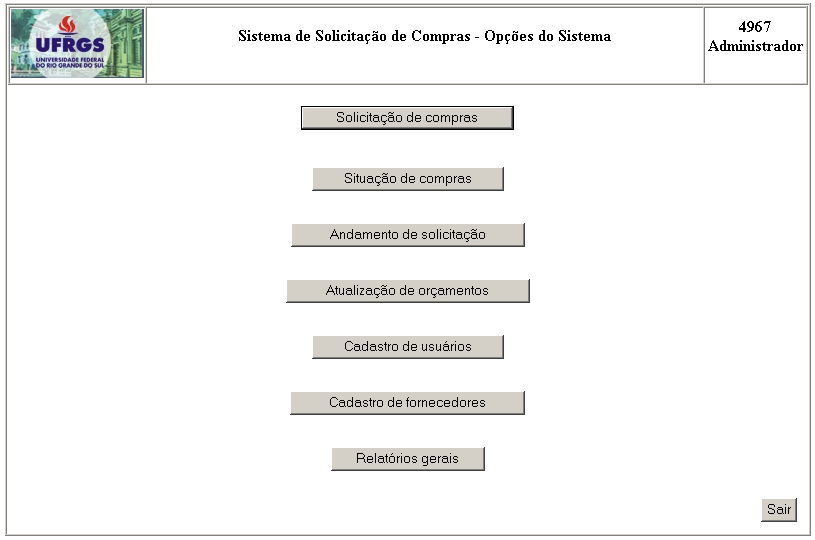 UFRGS
UNIVERSIDADE FEDERAL
DO RIO GRANDE DO SUL
Sistema de Solicitação de Compras - Opções do Sistema
4967
Administrador
Solicitação de compras
Situação de compras
Andamento de solicitação
Atualização de orçamentos
Cadastro de usuários
Cadastro de fornecedores
Relatórios gerais
Sair